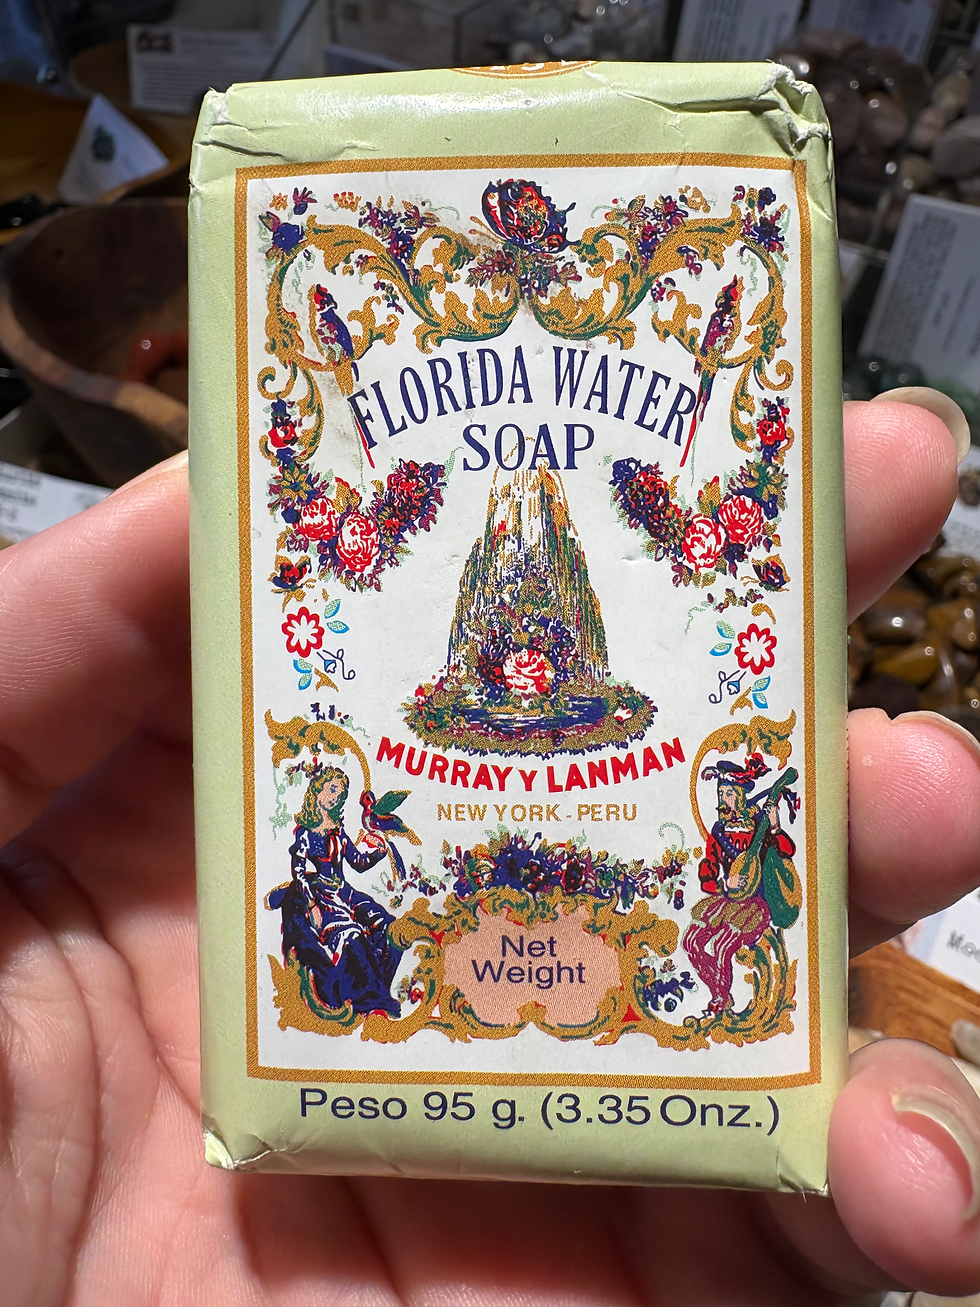 FLORIDA WATER
SOAP
MURRAY Y LANMAN
NEW YORK - PERU
Net
Weight
Peso 95 g. (3.35 Onz.)